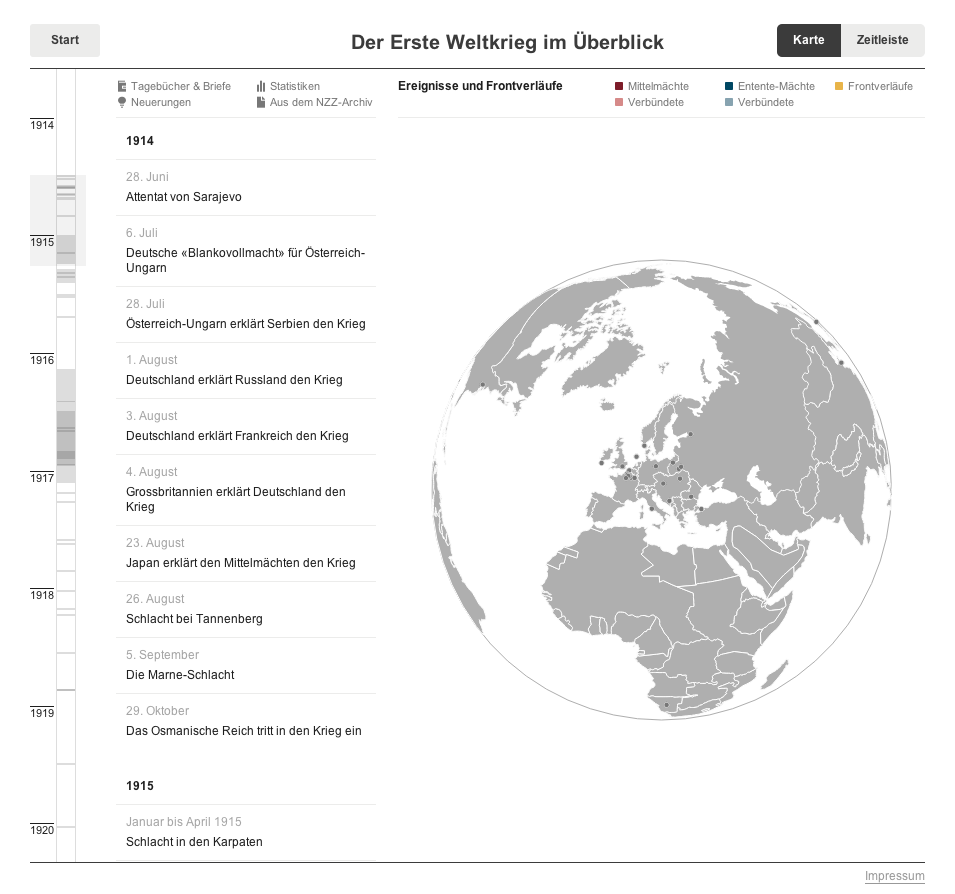 Start
Der Erste Weltkrieg im Überblick
Karte
Zeitleiste
Tagebücher & Briefe
Statistiken
Neuerungen
Aus dem NZZ-Archiv
Ereignisse und Frontverläufe
Mittelmächte
Entente-Mächte
Frontverläufe
Verbündete
Verbündete
1914
1915
1916
1917
1918
1919
1920
1914
28. Juni
Attentat von Sarajevo
6. Juli
Deutsche «Blankovollmacht» für Österreich-
Ungarn
28. Juli
Österreich-Ungarn erklärt Serbien den Krieg
1. August
Deutschland erklärt Russland den Krieg
3. August
Deutschland erklärt Frankreich den Krieg
4. August
Grossbritannien erklärt Deutschland den
Krieg
23. August
Japan erklärt den Mittelmächten den Krieg
26. August
Schlacht bei Tannenberg
5. September
Die Marne-Schlacht
29. Oktober
Das Osmanische Reich tritt in den Krieg ein
1915
Januar bis April 1915
Schlacht in den Karpaten
Impressum